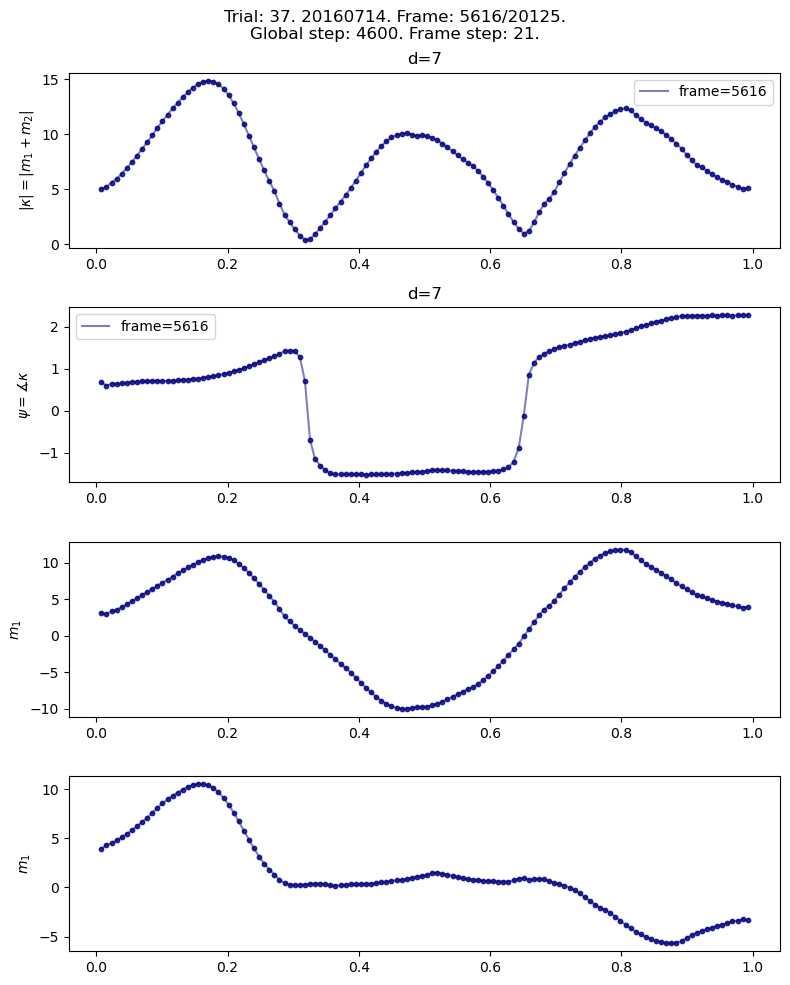 Trial: 37. 20160714. Frame: 5616/20125.
Global step: 4600. Frame step: 21.
d=7
|κ| = |m₁ + m₂|
15
10
5
0
frame=5616
0.0 0.2 0.4 0.6 0.8 1.0
d=7
ψ = ∡κ
2
1
0
−1
frame=5616
0.0 0.2 0.4 0.6 0.8 1.0
m₁
10
5
0
−5
−10
0.0 0.2 0.4 0.6 0.8 1.0
m₁
10
5
0
−5
0.0 0.2 0.4 0.6 0.8 1.0